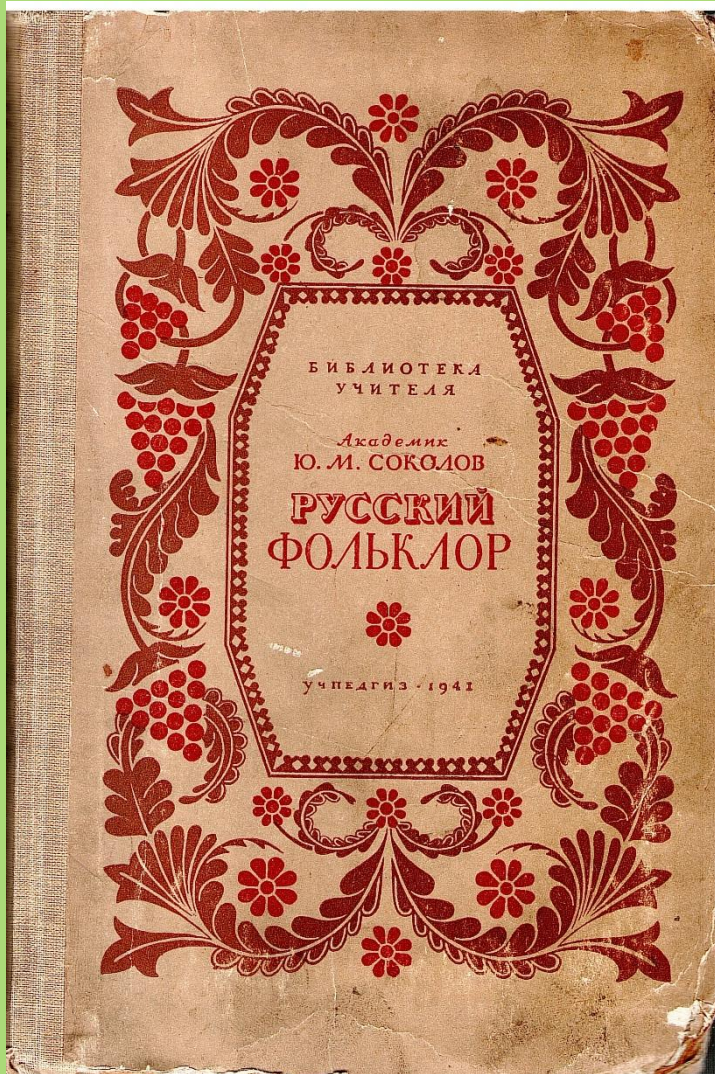 БИБЛИОТЕКА
УЧИТЕЛЯ
Академик
Ю. М. СОКОЛОВ
РУССКИЙ
ФОЛЬКЛОР
УЧПЕДГИЗ · 1941